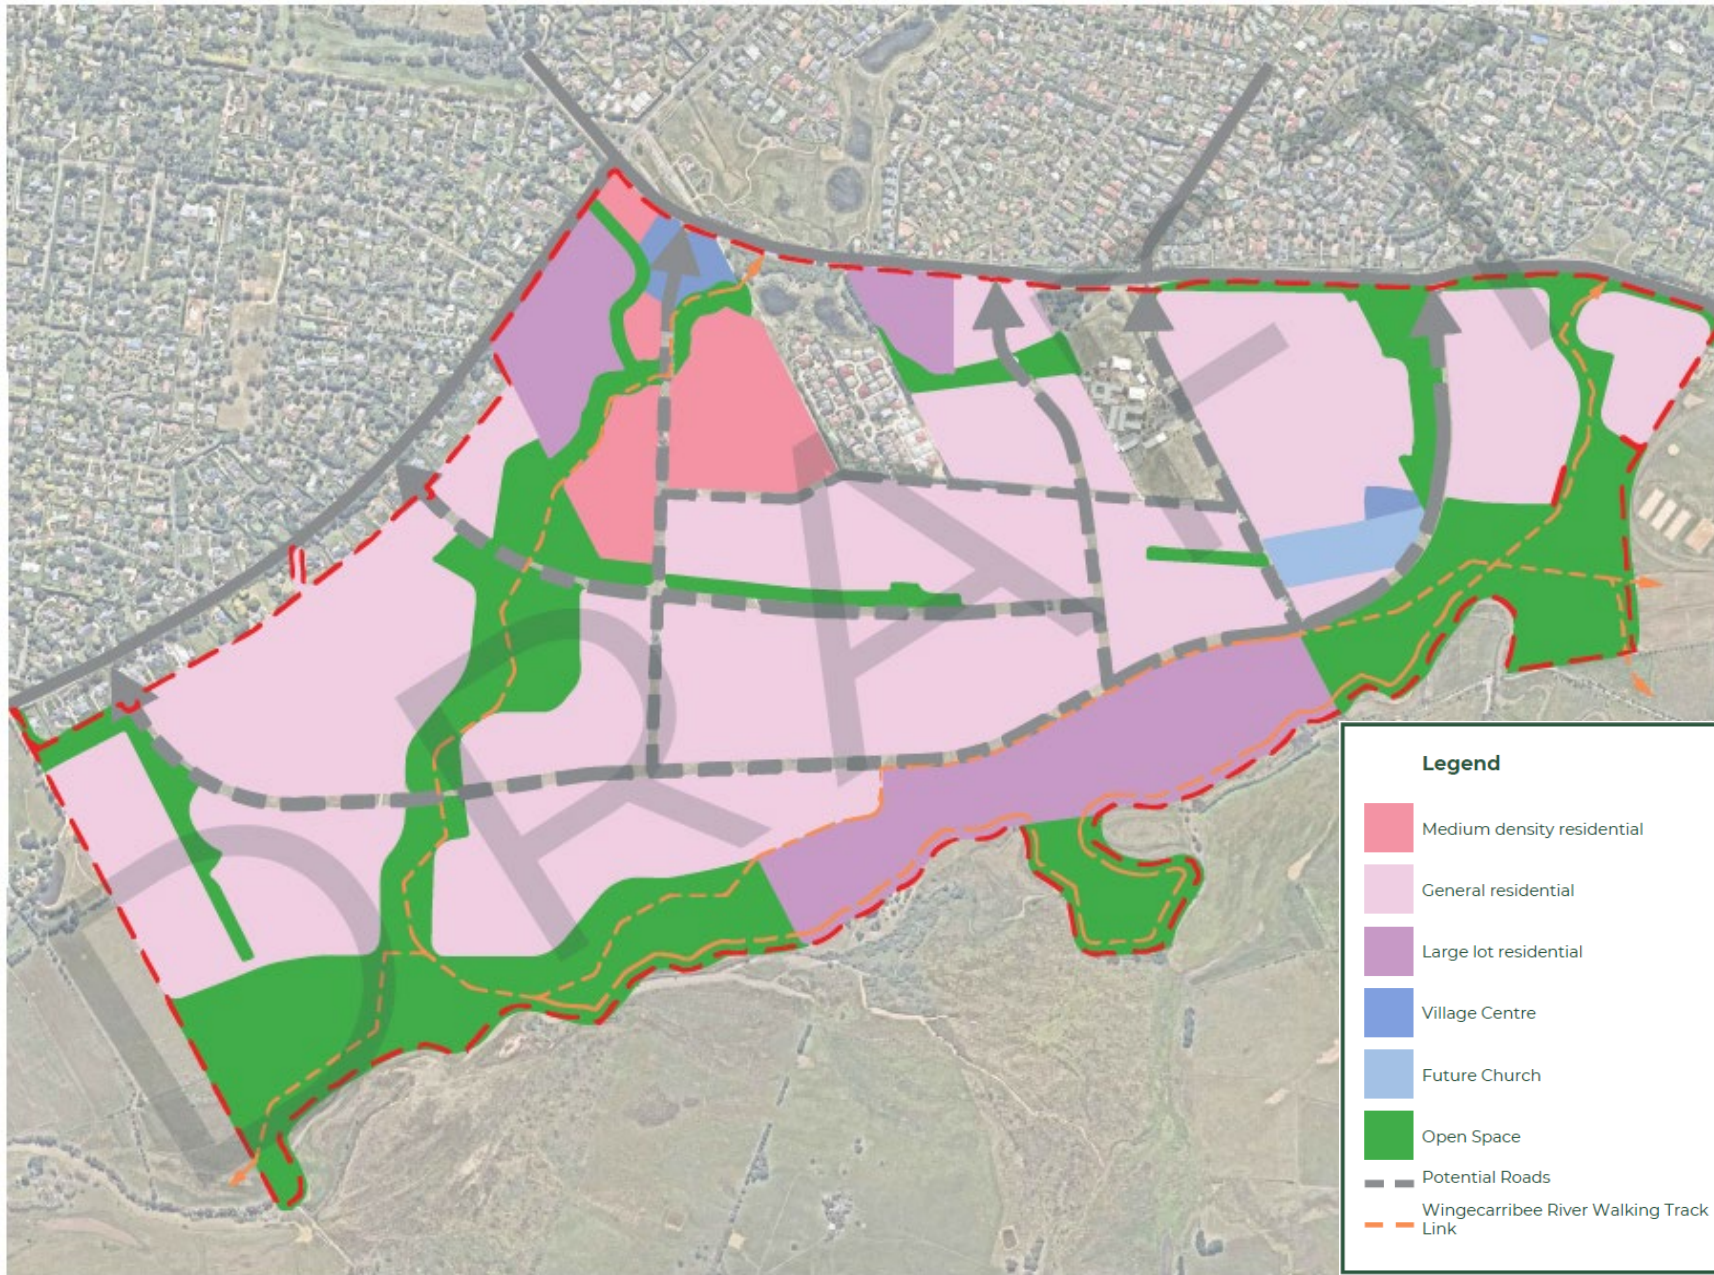 DRAFT
Legend
Medium density residential
General residential
Large lot residential
Village Centre
Future Church
Open Space
Potential Roads
Wingecarribee River Walking Track
Link